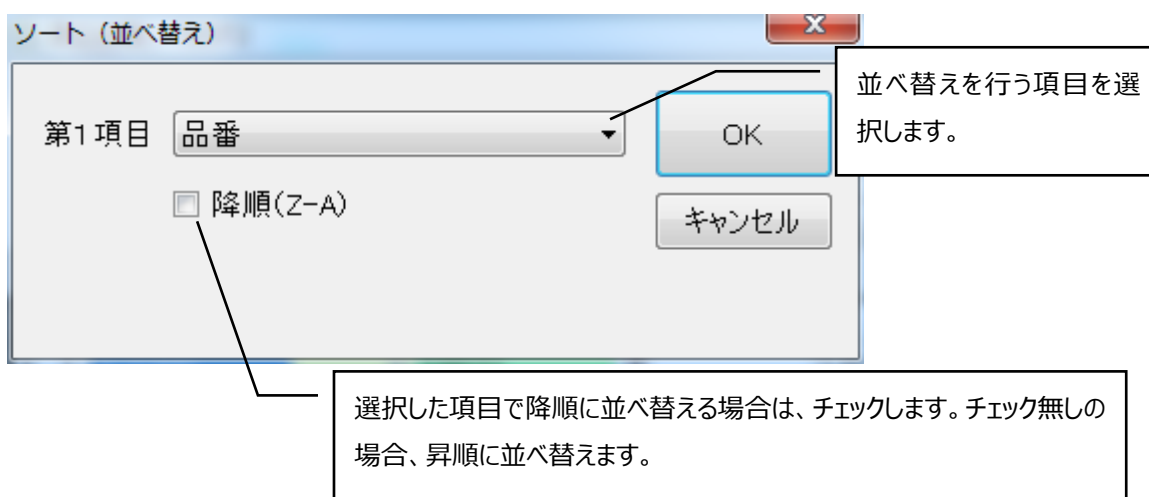 ソート（並べ替え）
x
並べ替えを行う項目を選
択します。
第1項目 品番 OK
降順(Z-A)
キャンセル
選択した項目で降順に並べ替える場合は、チェックします。チェック無しの
場合、昇順に並べ替えます。